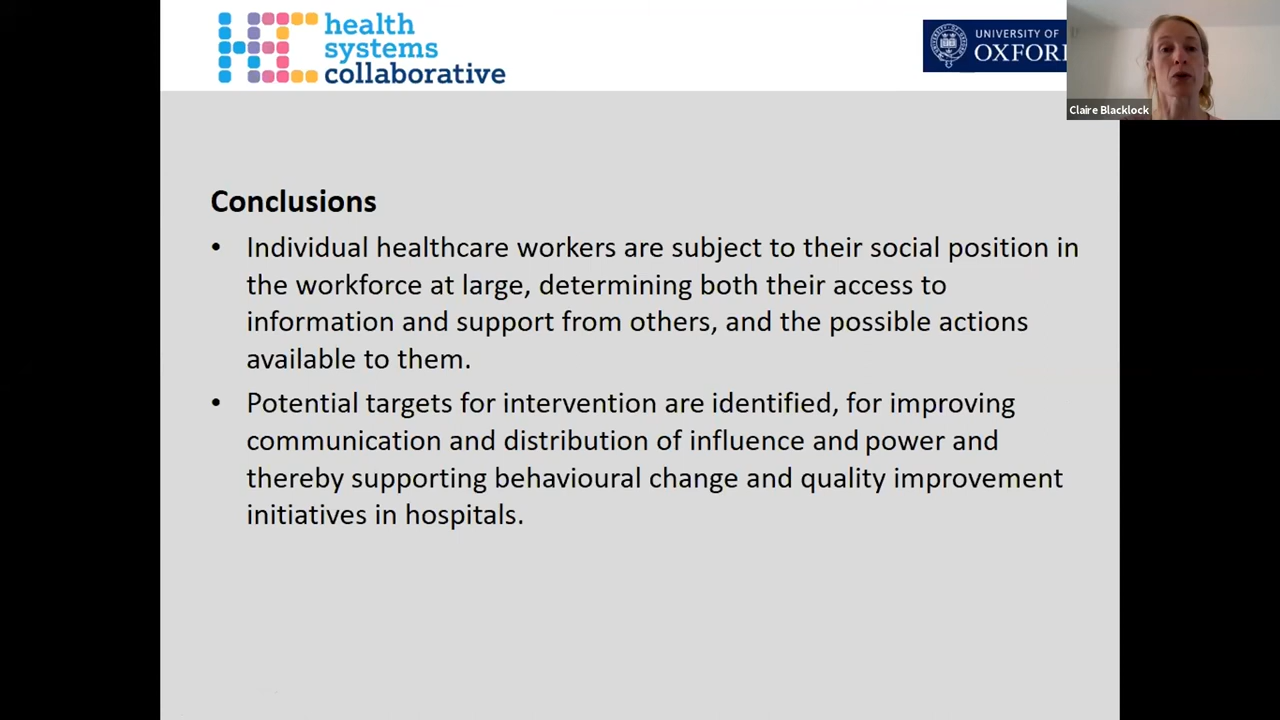 health
systems
collaborative
UNIVERSITY OF
OXFORD
Claire Blacklock
Conclusions
• Individual healthcare workers are subject to their social position in
the workforce at large, determining both their access to
information and support from others, and the possible actions
available to them.
• Potential targets for intervention are identified, for improving
communication and distribution of influence and power and
thereby supporting behavioural change and quality improvement
initiatives in hospitals.